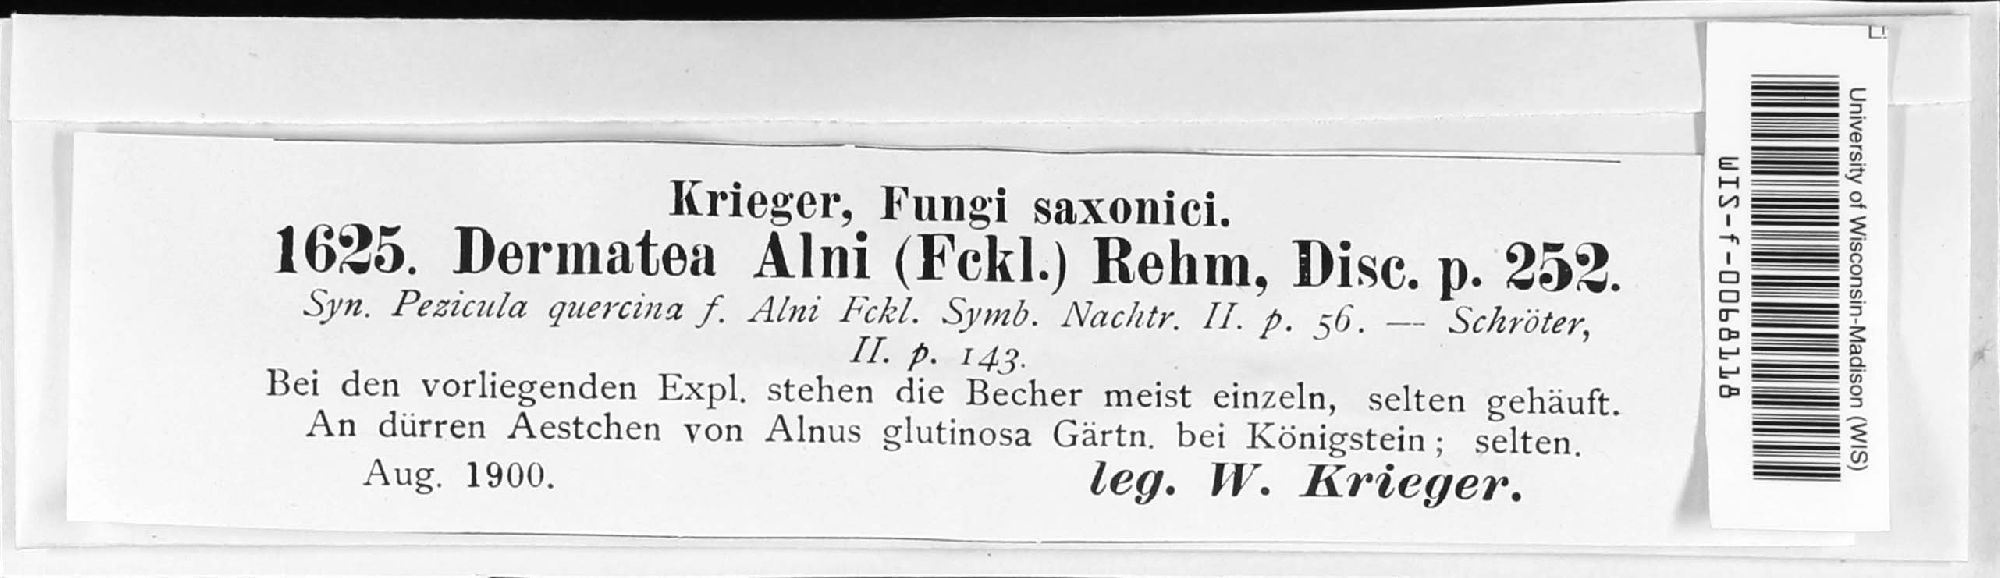 Krieger, Fungi saxonici.
1625. Dermatea Alni (Fckl.) Rehm, Disc. p. 252.
Syn. Pezicula quercina f. Alni Fckl. Symb. Nachtr. II. p. 56. — Schröter,
II. p. 143.
Bei den vorliegenden Expl. stehen die Becher meist einzeln, selten gehäuft.
An dürren Aestchen von Alnus glutinosa Gärtn. bei Königstein; selten.
Aug. 1900.
leg. W. Krieger.
University of Wisconsin-Madison (WIS)
WIS-f-0068118